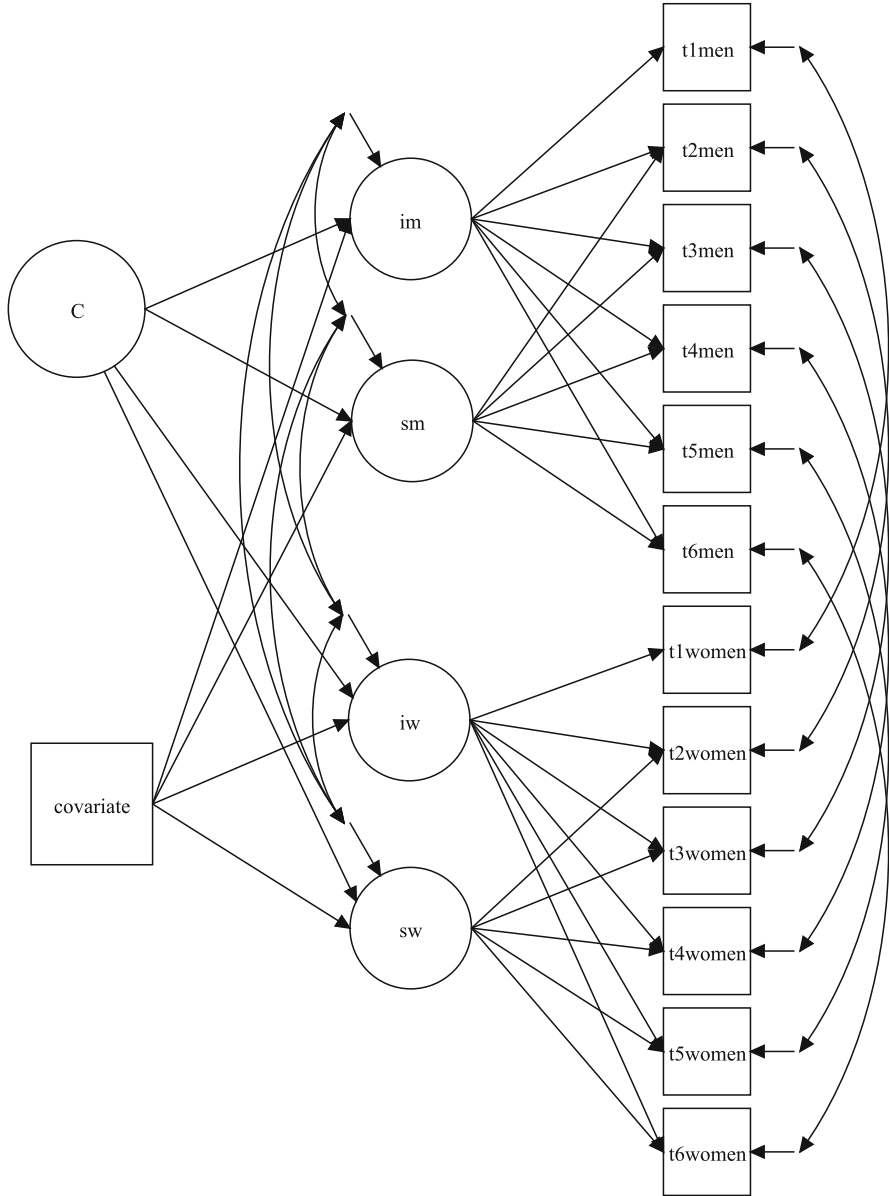 t1men
t2men
im
t3men
C
t4men
sm
t5men
t6men
t1women
iw
t2women
covariate
t3women
sw
t4women
t5women
t6women